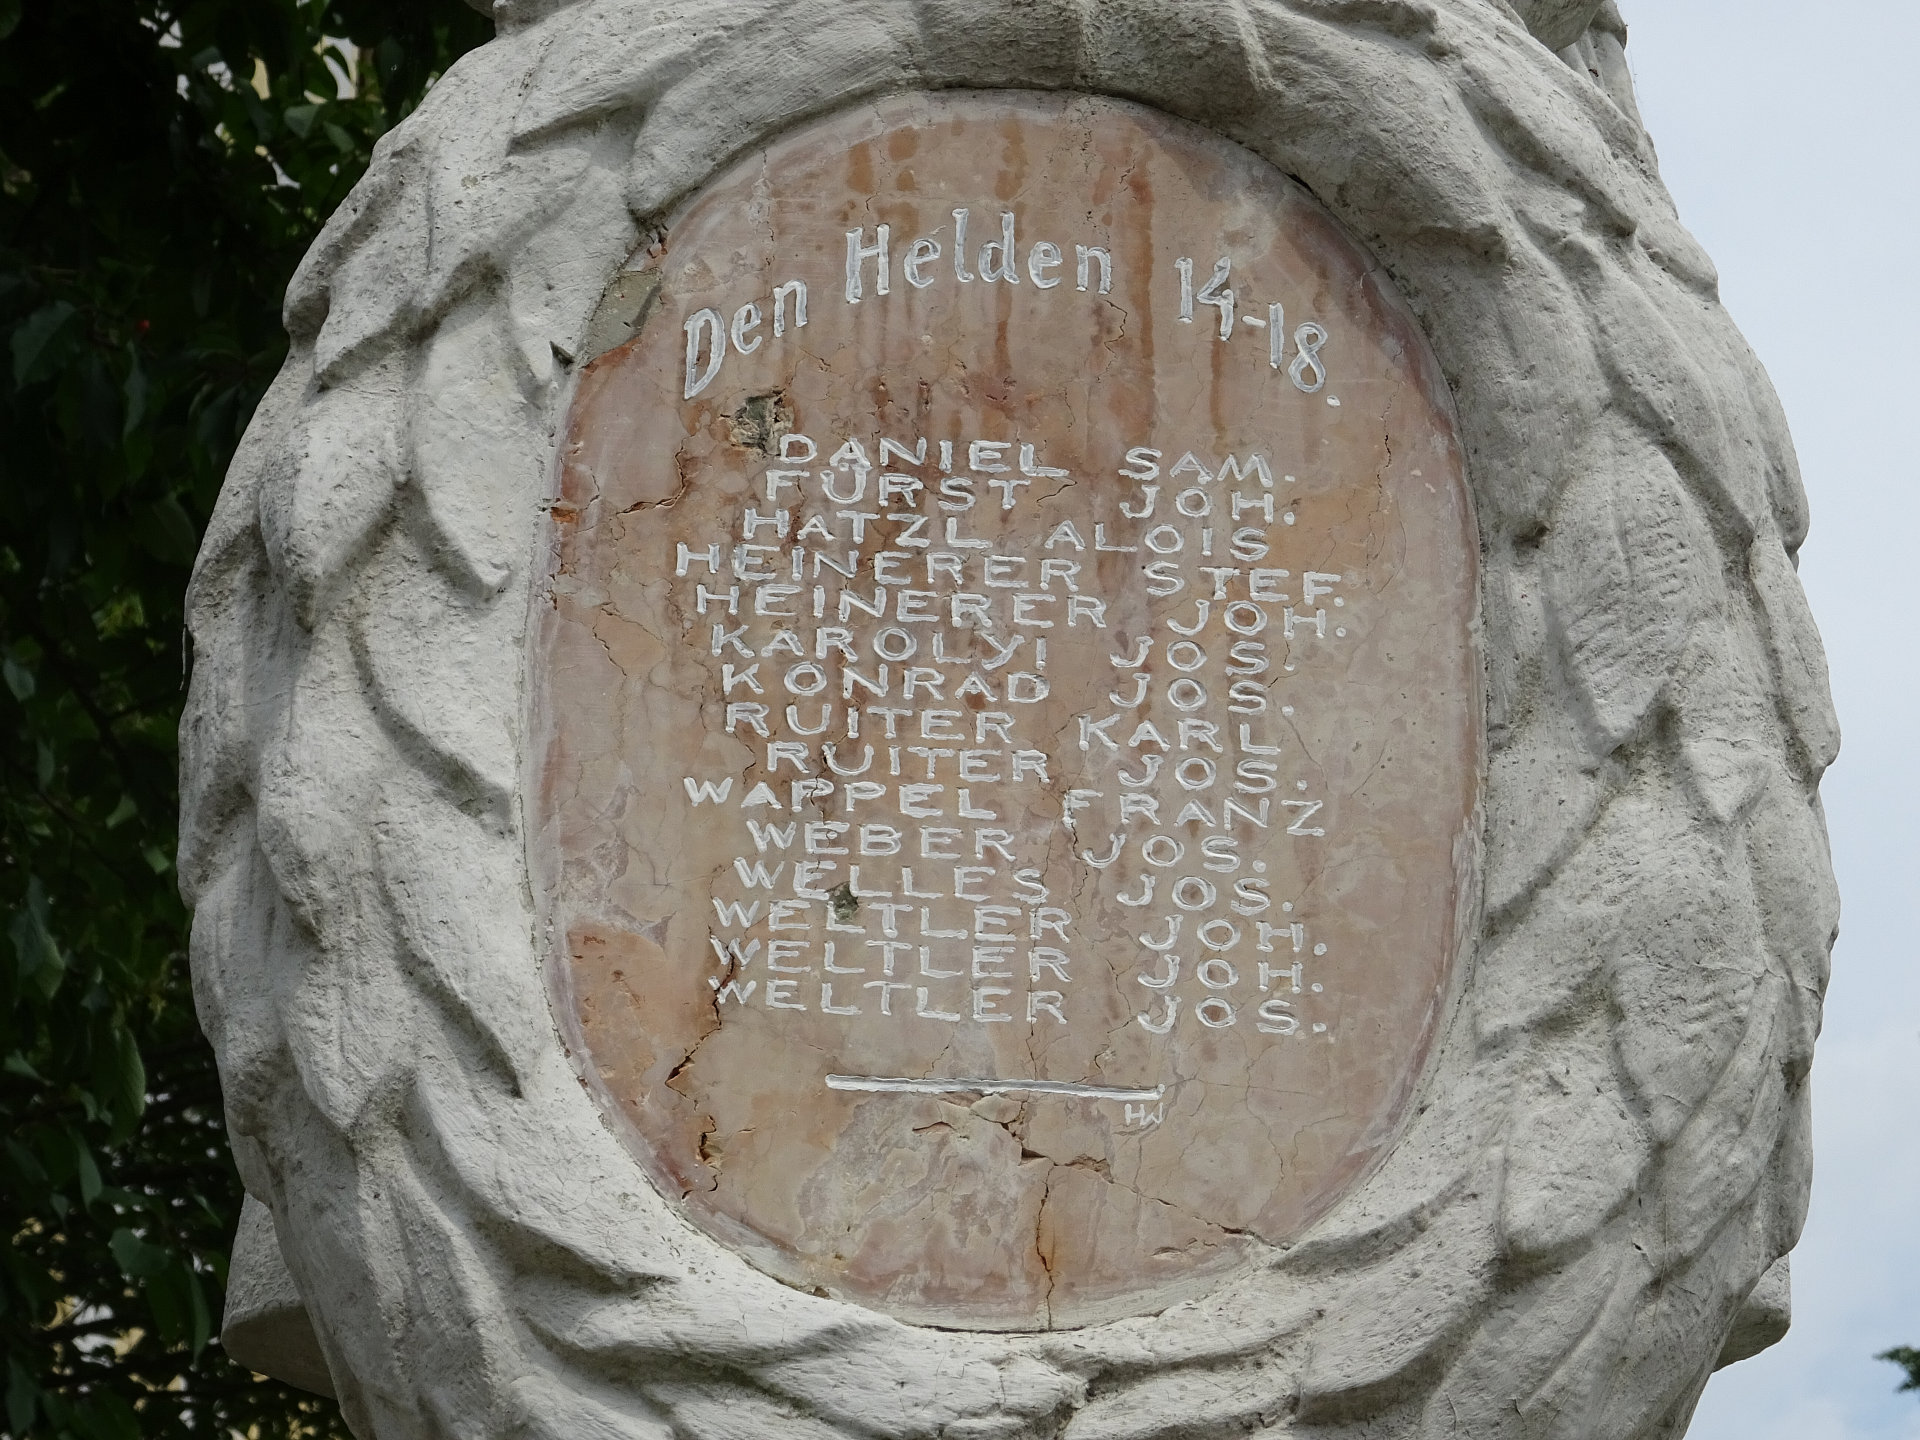 Den Helden 14-18.
DANIEL SAM.
FÜRST JOH.
HATZL ALOIS
HEINERER STEF.
HEINERER JOH.
KAROLYI JOS.
KONRAD JOS.
RUITER KARL
RUITER JOS.
WAPPEL FRANZ
WEBER JOS.
WELLES JOS.
WELTLER JOH.
WELTLER JOH.
WELTLER JOS.
HW